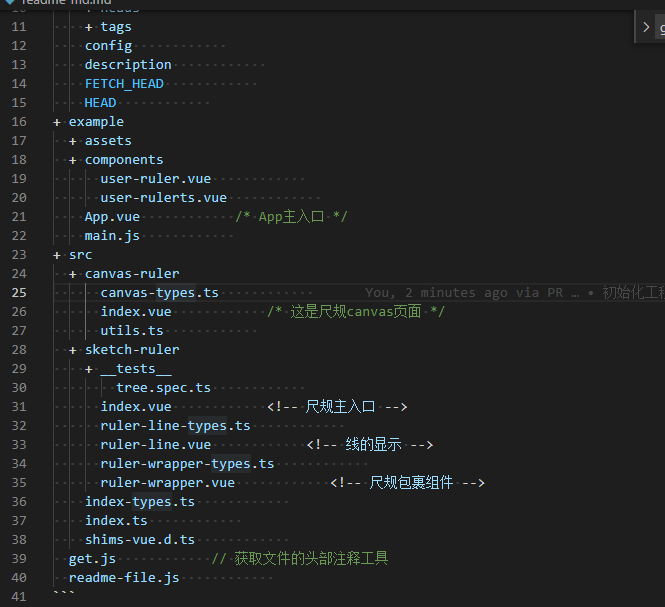 readme-md.md
+ heads
11 + tags
12 config
13 description
14 FETCH_HEAD
15 HEAD
16 + example
17 + assets
18 + components
19 user-ruler.vue
20 user-rulerts.vue
21 App.vue /* App主入口 */
22 main.js
23 + src
24 + canvas-ruler
25 canvas-types.ts You, 2 minutes ago via PR … • 初始化工程
26 index.vue /* 这是尺规canvas页面 */
27 utils.ts
28 + sketch-ruler
29 + __tests__
30 tree.spec.ts
31 index.vue <!-- 尺规主入口 -->
32 ruler-line-types.ts
33 ruler-line.vue <!-- 线的显示 -->
34 ruler-wrapper-types.ts
35 ruler-wrapper.vue <!-- 尺规包裹组件 -->
36 index-types.ts
37 index.ts
38 shims-vue.d.ts
39 get.js // 获取文件的头部注释工具
40 readme-file.js
41 ```